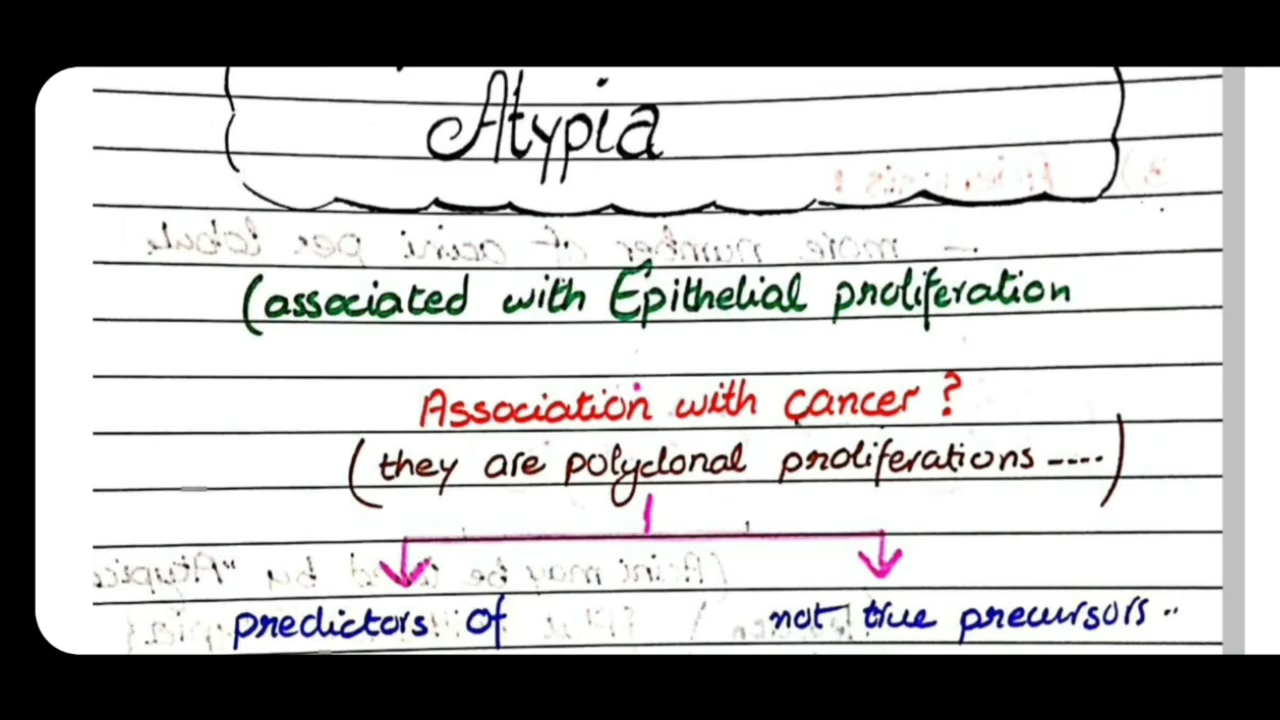 Atypia
(associated with Epithelial proliferation
Association with cancer ?
(they are polyclonal proliferations ----)
predictors of
not true precursors ..